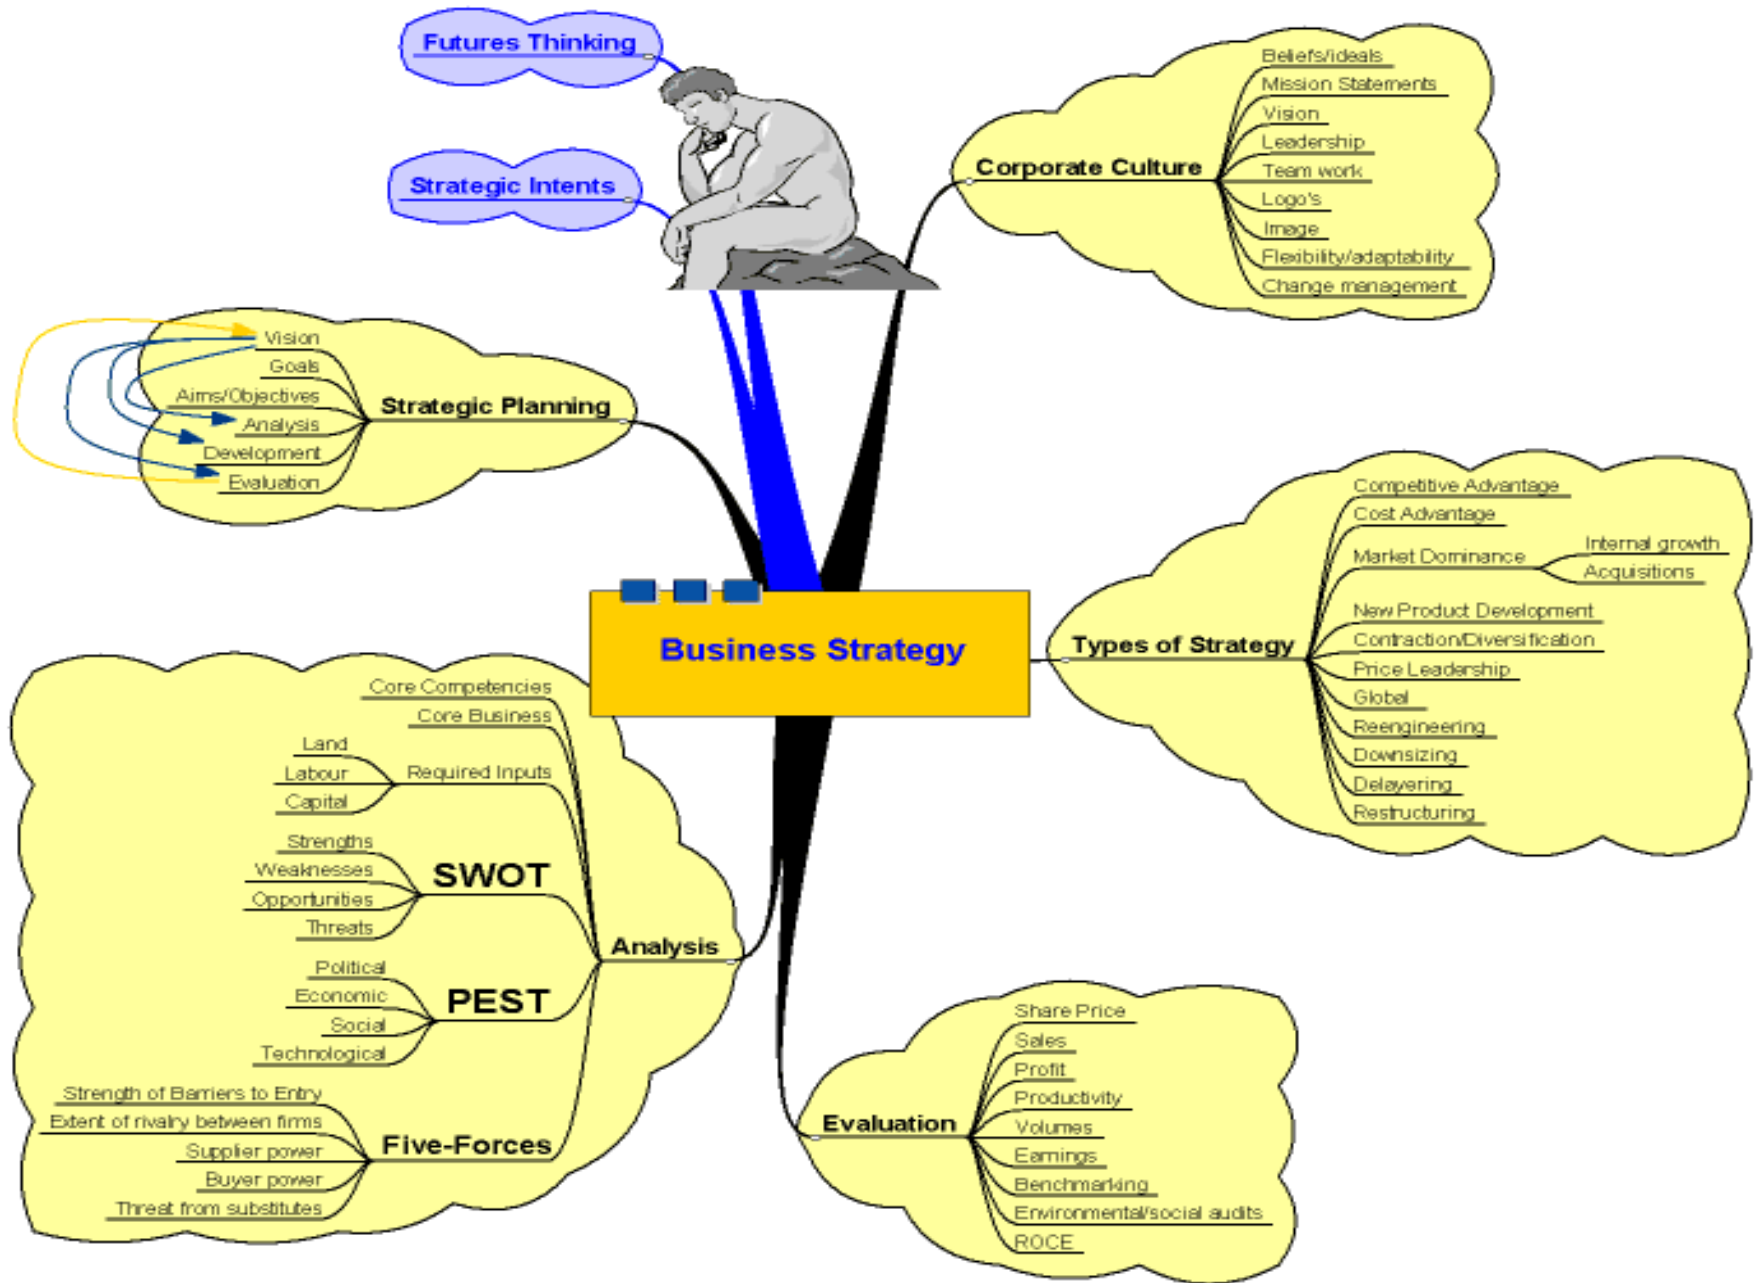 Futures Thinking
Strategic Intents
Corporate Culture
Beliefs/ideals
Mission Statements
Vision
Leadership
Team work
Logo's
Image
Flexibility/adaptability
Change management
Strategic Planning
Vision
Goals
Aims/Objectives
Analysis
Development
Evaluation
Business Strategy
Types of Strategy
Competitive Advantage
Cost Advantage
Market Dominance
Internal growth
Acquisitions
New Product Development
Contraction/Diversification
Price Leadership
Global
Reengineering
Downsizing
Delayering
Restructuring
Analysis
Core Competencies
Core Business
Required Inputs
Land
Labour
Capital
SWOT
Strengths
Weaknesses
Opportunities
Threats
PEST
Political
Economic
Social
Technological
Five-Forces
Strength of Barriers to Entry
Extent of rivalry between firms
Supplier power
Buyer power
Threat from substitutes
Evaluation
Share Price
Sales
Profit
Productivity
Volumes
Earnings
Benchmarking
Environmental/social audits
ROCE